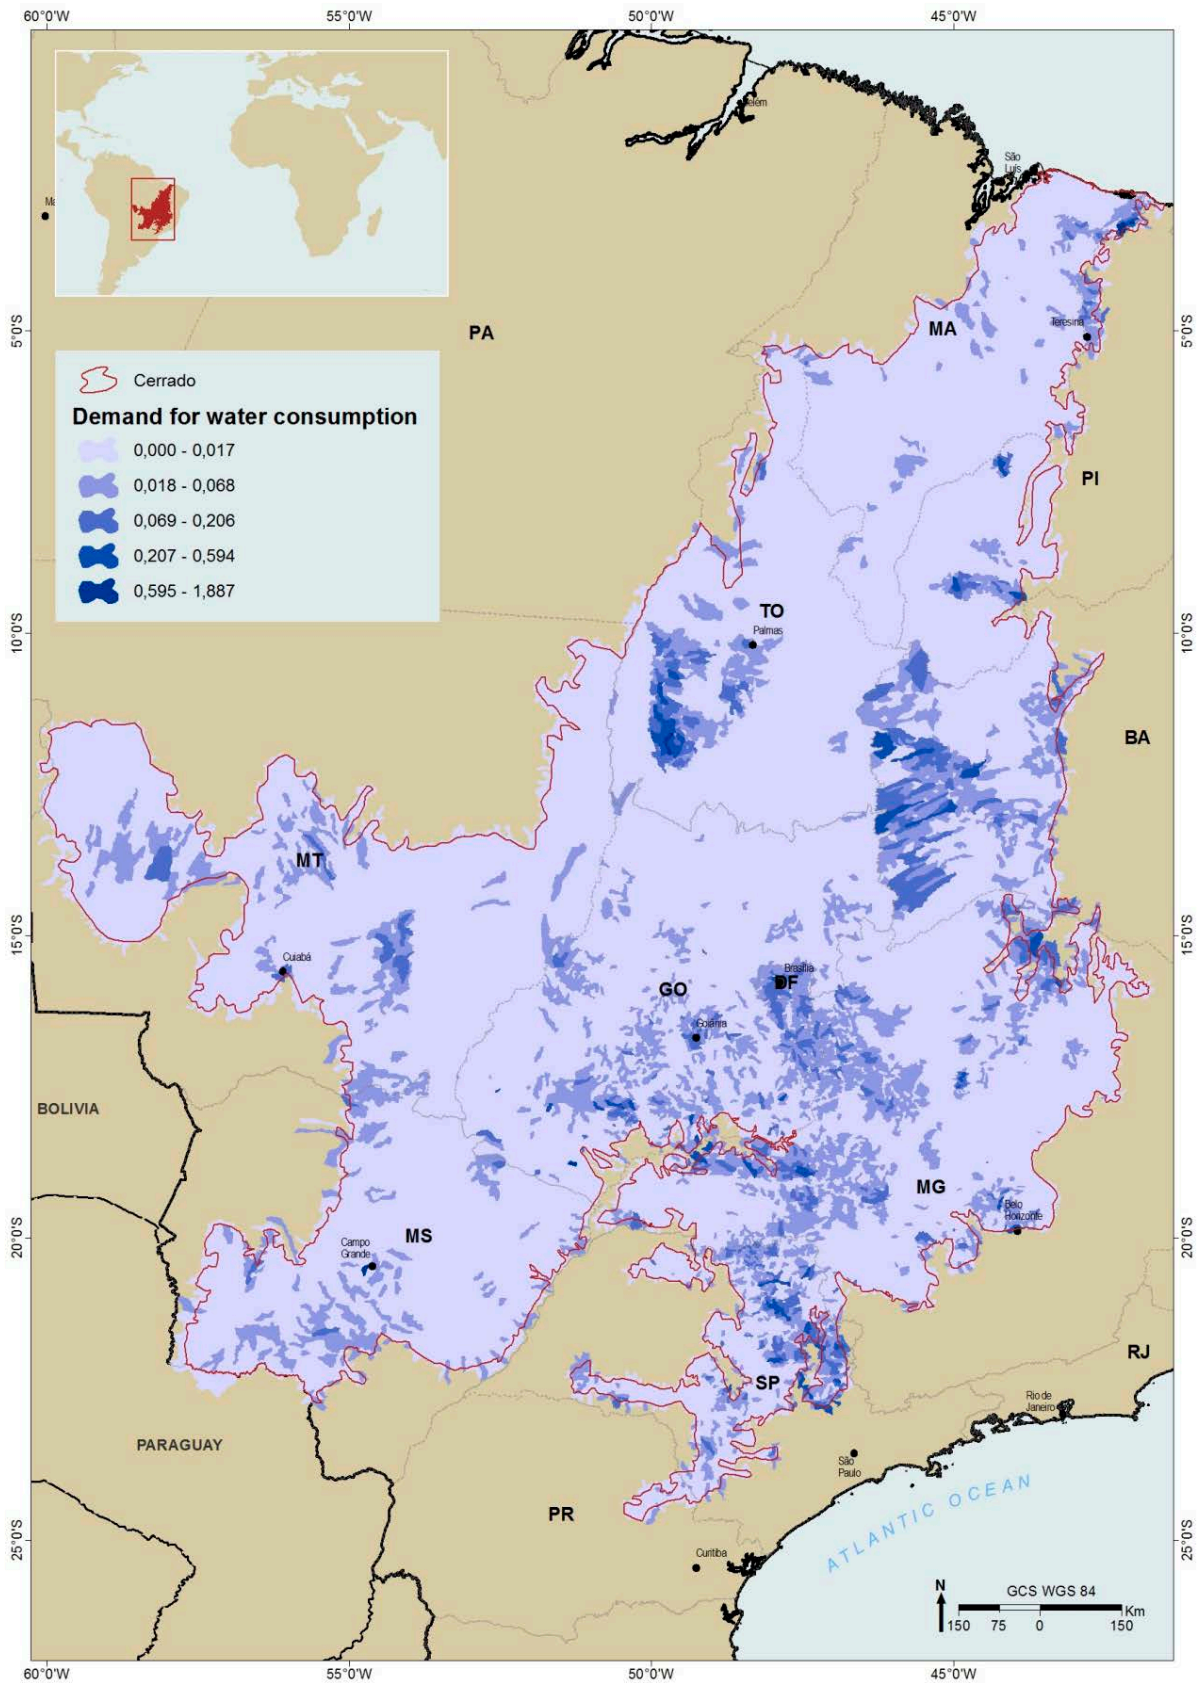 60°0'W 55°0'W 50°0'W 45°0'W
elém
São
Luís
Ma
5°0'S
PA
MA
Teresina
5°0'S
Cerrado
Demand for water consumption
0,000 - 0,017
0,018 - 0,068
0,069 - 0,206
0,207 - 0,594
0,595 - 1,887
PI
TO
Palmas
10°0'S
10°0'S
BA
MT
15°0'S
15°0'S
Cuiabá
Brasília
DF
GO
Goiânia
BOLIVIA
MG
Belo
Horizonte
20°0'S
20°0'S
Campo
Grande
MS
RJ
SP
Rio de
Janeiro
PARAGUAY
São
Paulo
PR
ATLANTIC OCEAN
25°0'S
25°0'S
Curitiba
N
GCS WGS 84
Km
150 75 0 150
60°0'W 55°0'W 50°0'W 45°0'W